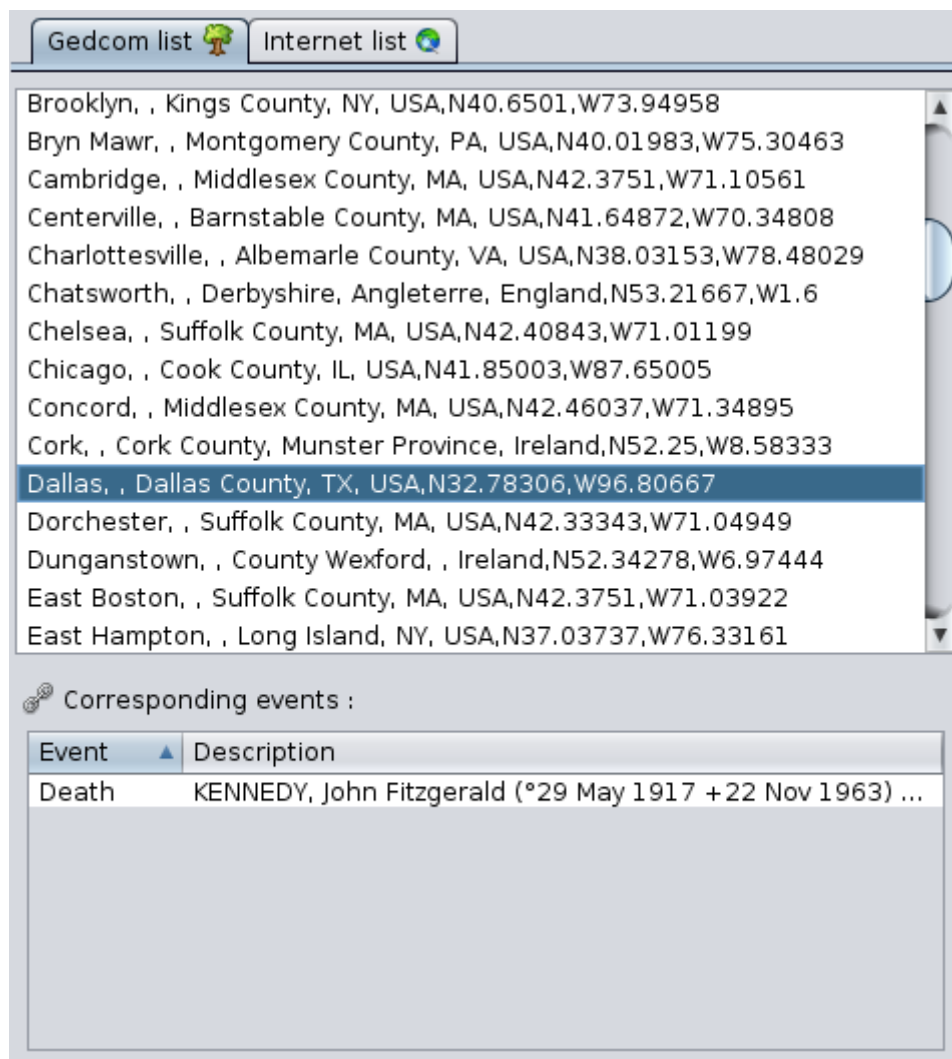 Gedcom list Internet list
Brooklyn, , Kings County, NY, USA,N40.6501,W73.94958
Bryn Mawr, , Montgomery County, PA, USA,N40.01983,W75.30463
Cambridge, , Middlesex County, MA, USA,N42.3751,W71.10561
Centerville, , Barnstable County, MA, USA,N41.64872,W70.34808
Charlottesville, , Albemarle County, VA, USA,N38.03153,W78.48029
Chatsworth, , Derbyshire, Angleterre, England,N53.21667,W1.6
Chelsea, , Suffolk County, MA, USA,N42.40843,W71.01199
Chicago, , Cook County, IL, USA,N41.85003,W87.65005
Concord, , Middlesex County, MA, USA,N42.46037,W71.34895
Cork, , Cork County, Munster Province, Ireland,N52.25,W8.58333
Dallas, , Dallas County, TX, USA,N32.78306,W96.80667
Dorchester, , Suffolk County, MA, USA,N42.33343,W71.04949
Dunganstown, , County Wexford, , Ireland,N52.34278,W6.97444
East Boston, , Suffolk County, MA, USA,N42.3751,W71.03922
East Hampton, , Long Island, NY, USA,N37.03737,W76.33161
Corresponding events :
Event Description
Death KENNEDY, John Fitzgerald (°29 May 1917 +22 Nov 1963) ...